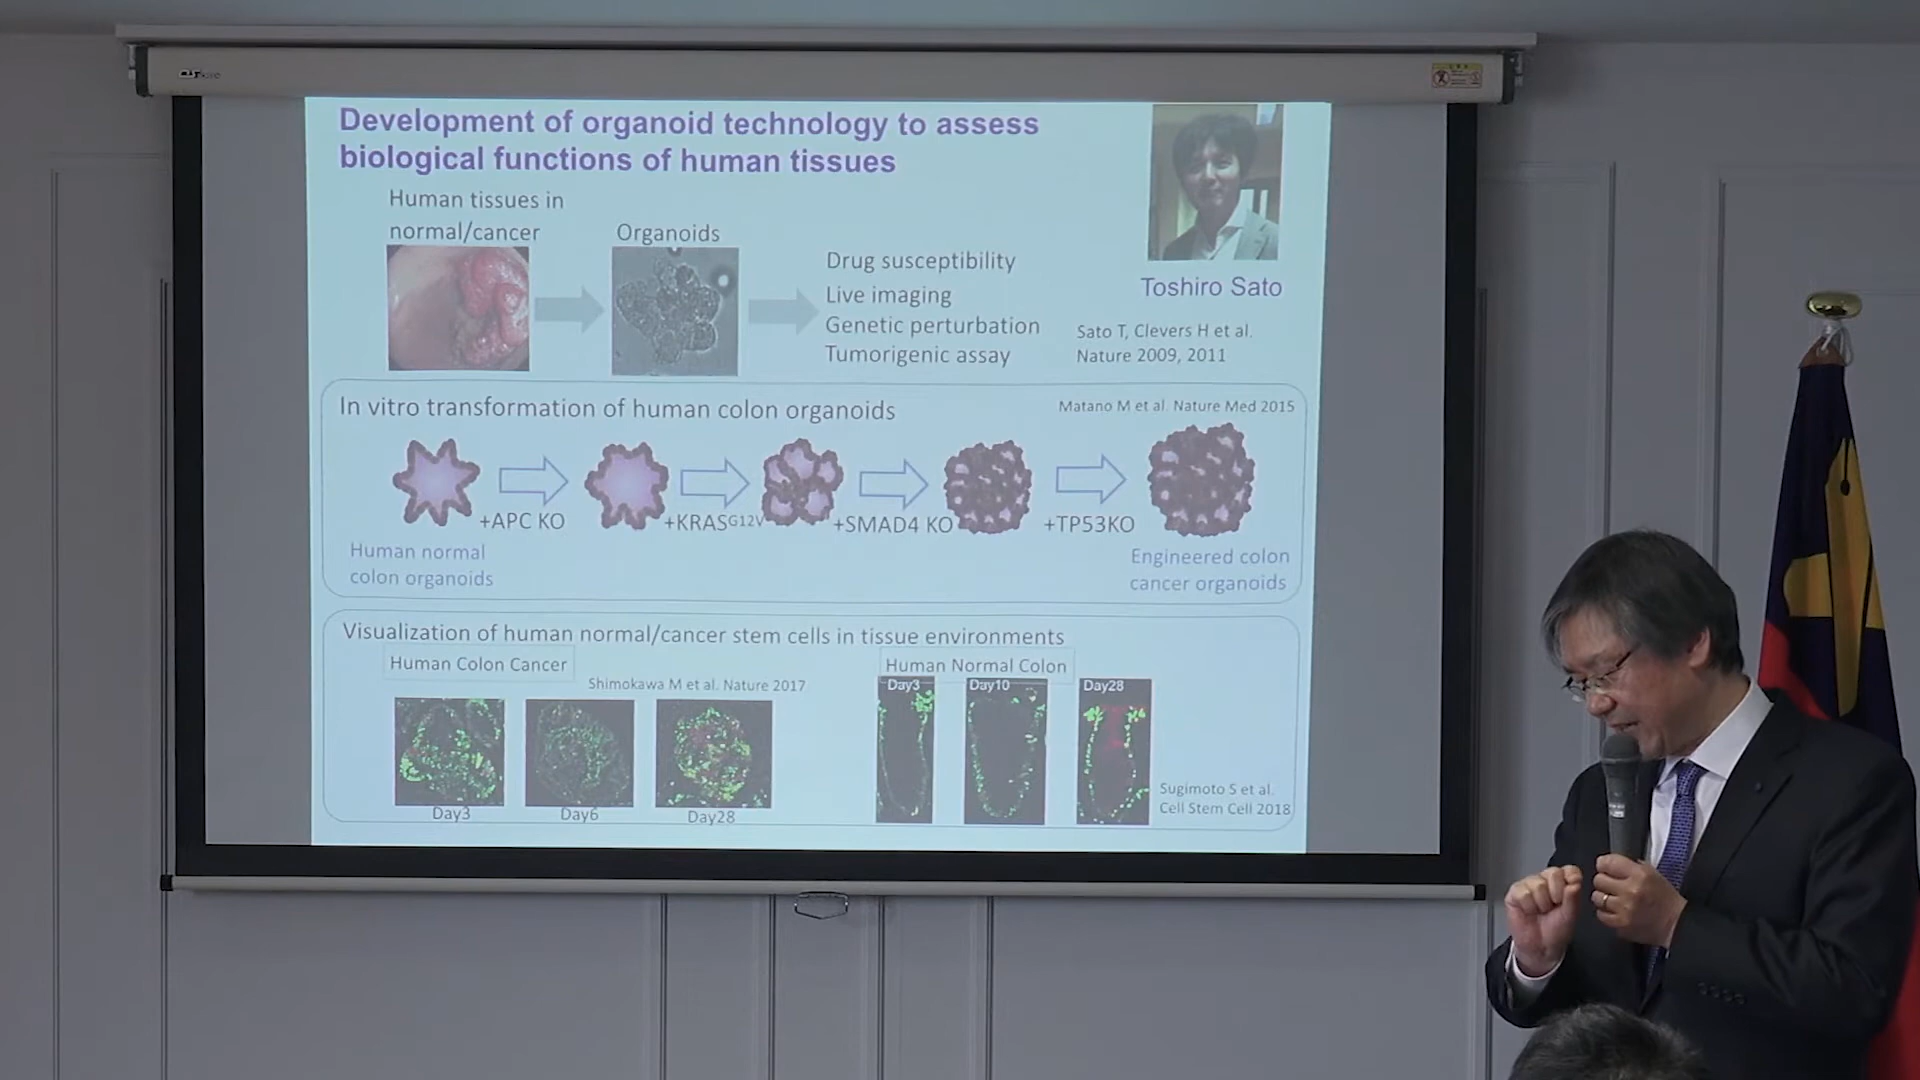 Development of organoid technology to assess
biological functions of human tissues
Human tissues in
normal/cancer
Organoids
Drug susceptibility
Live imaging
Genetic perturbation
Tumorigenic assay
Toshiro Sato
Sato T, Clevers H et al.
Nature 2009, 2011
In vitro transformation of human colon organoids
Matano M et al. Nature Med 2015
+APC KO
+KRASG12V
+SMAD4 KO
+TP53KO
Human normal
colon organoids
Engineered colon
cancer organoids
Visualization of human normal/cancer stem cells in tissue environments
Human Colon Cancer
Shimokawa M et al. Nature 2017
Day3
Day6
Day28
Human Normal Colon
Day3
Day10
Day28
Sugimoto S et al.
Cell Stem Cell 2018